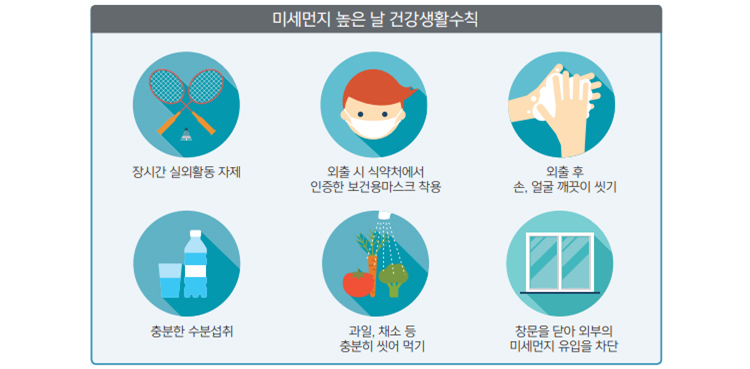 미세먼지 높은 날 건강생활수칙
장시간 실외활동 자제
외출 시 식약처에서
인증한 보건용마스크 착용
외출 후
손, 얼굴 깨끗이 씻기
충분한 수분섭취
과일, 채소 등
충분히 씻어 먹기
창문을 닫아 외부의
미세먼지 유입을 차단